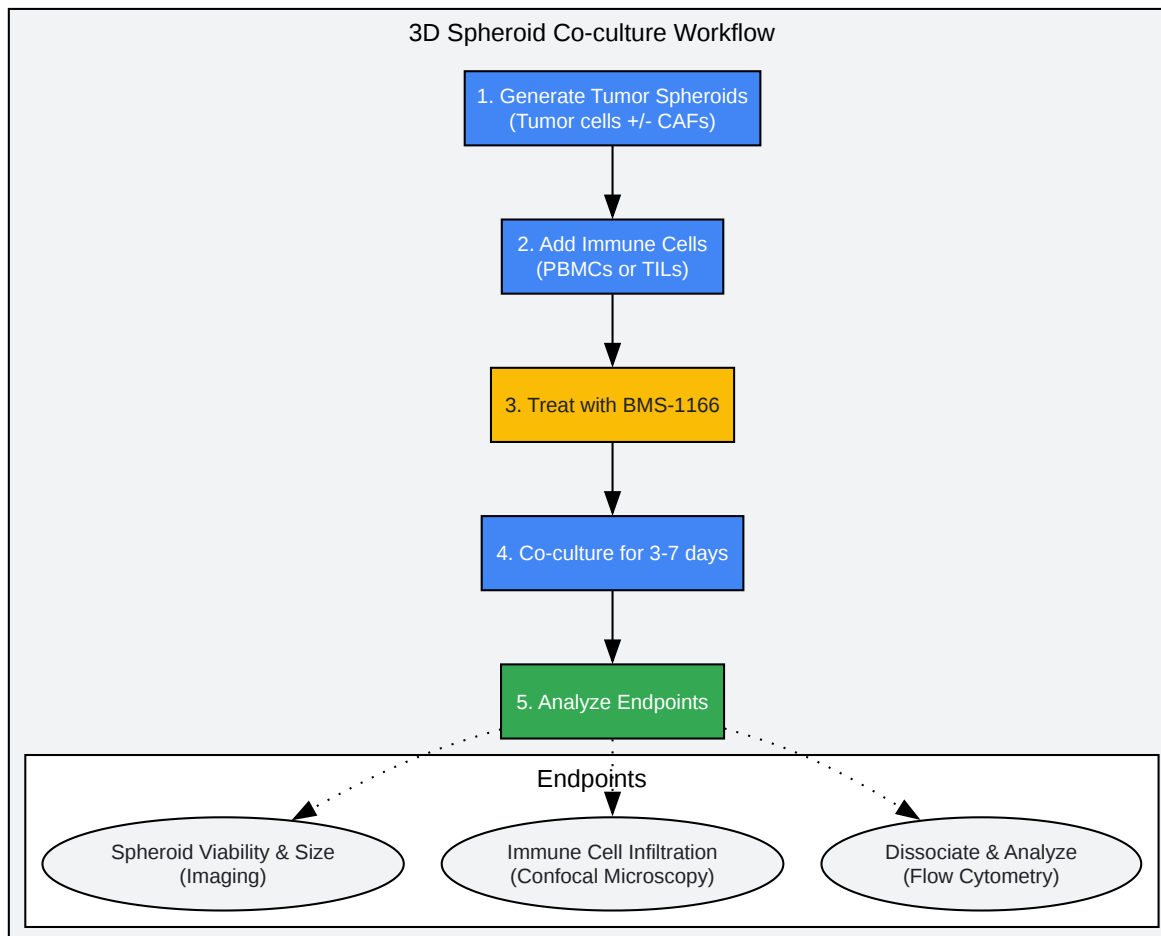 3D Spheroid Co-culture Workflow
1. Generate Tumor Spheroids
(Tumor cells +/- CAFs)
2. Add Immune Cells
(PBMCs or TILs)
3. Treat with BMS-1166
4. Co-culture for 3-7 days
5. Analyze Endpoints
Endpoints
Spheroid Viability & Size
(Imaging)
Immune Cell Infiltration
(Confocal Microscopy)
Dissociate & Analyze
(Flow Cytometry)